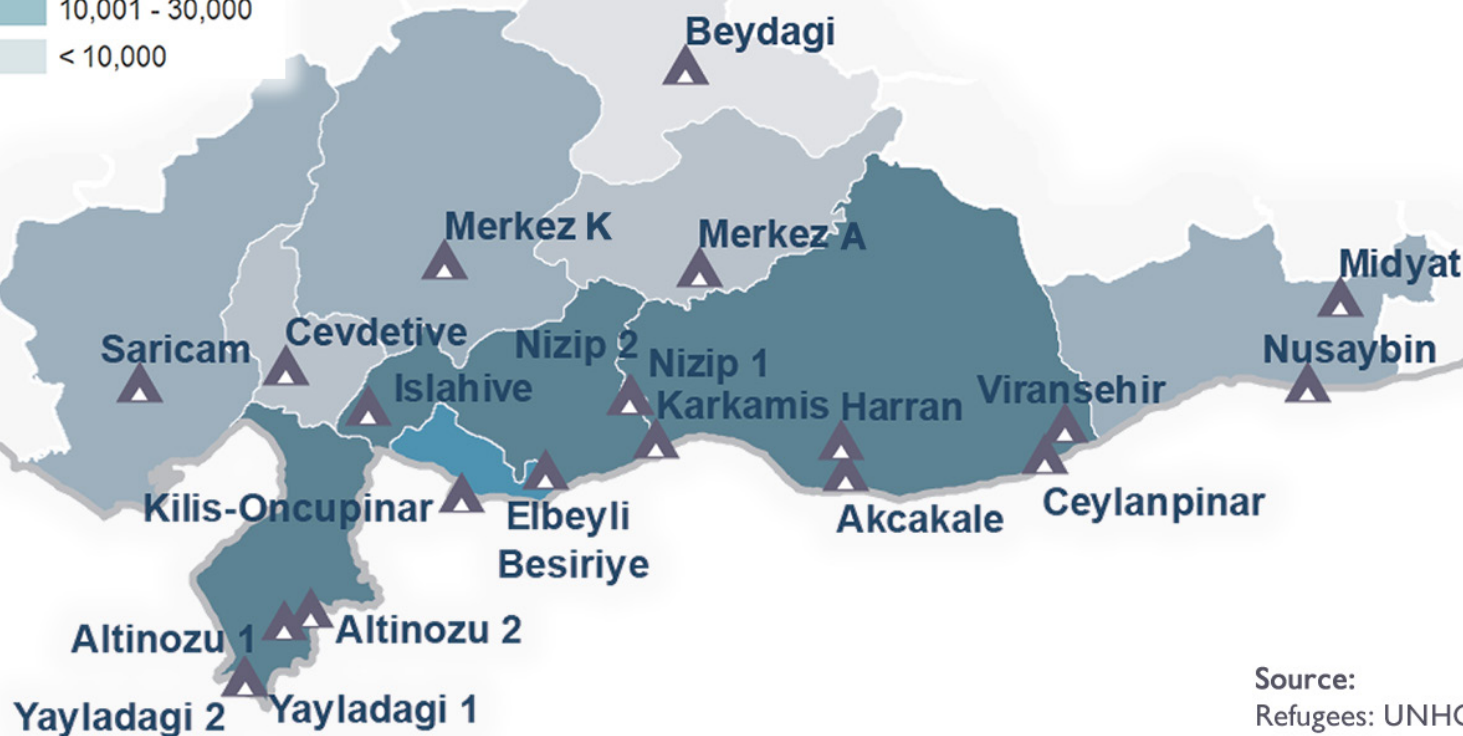 10,001 - 30,000
< 10,000
Beydagi
Merkez K
Merkez A
Midyat
Saricam
Cevdetive
Nizip 2
Nizip 1
Nusaybin
Islahive
Karkamis
Harran
Viransehir
Kilis-Oncupinar
Elbeyli
Besiriye
Akcakale
Ceylanpinar
Altinozu 1
Altinozu 2
Yayladagi 2
Yayladagi 1
Source:
Refugees: UNHC